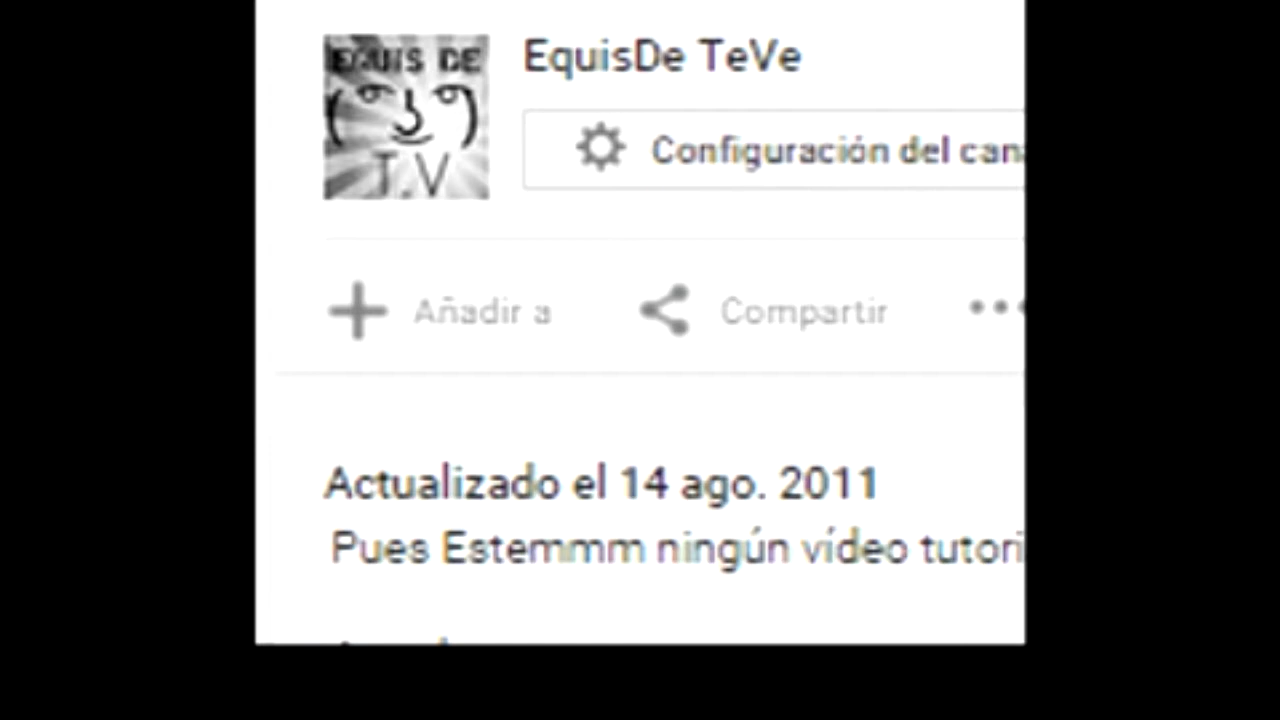 EQUIS DE
T.V
EquisDe TeVe
Configuración del can
Añadir a
Compartir
Actualizado el 14 ago. 2011
Pues Estemmm ningún vídeo tutori